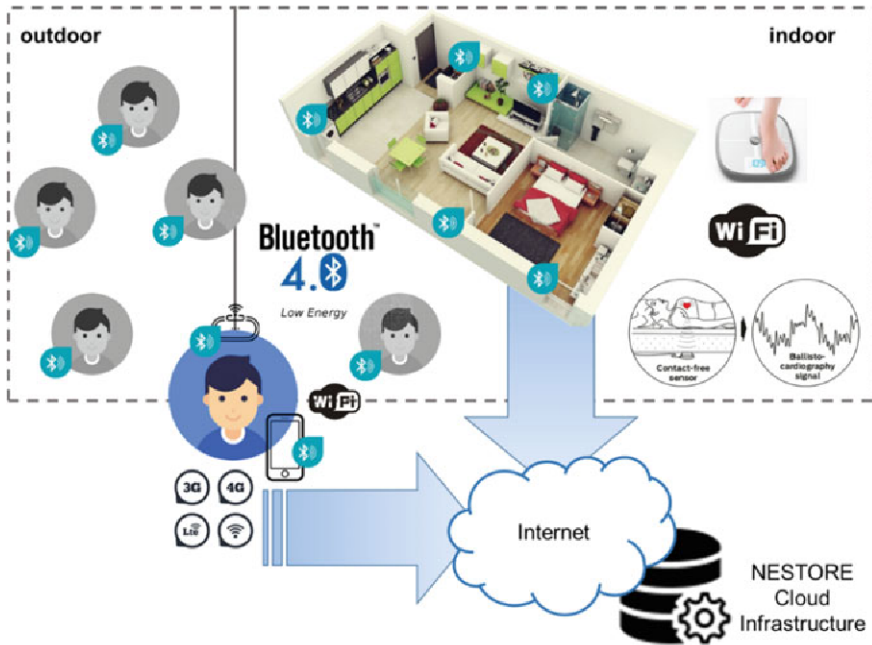 outdoor
indoor
Bluetooth™
4.0
Low Energy
Wi Fi
Contact-free
sensor
Ballisto-
cardiography
signal
Wi Fi
3G
4G
Lte
Internet
NESTORE
Cloud
Infrastructure